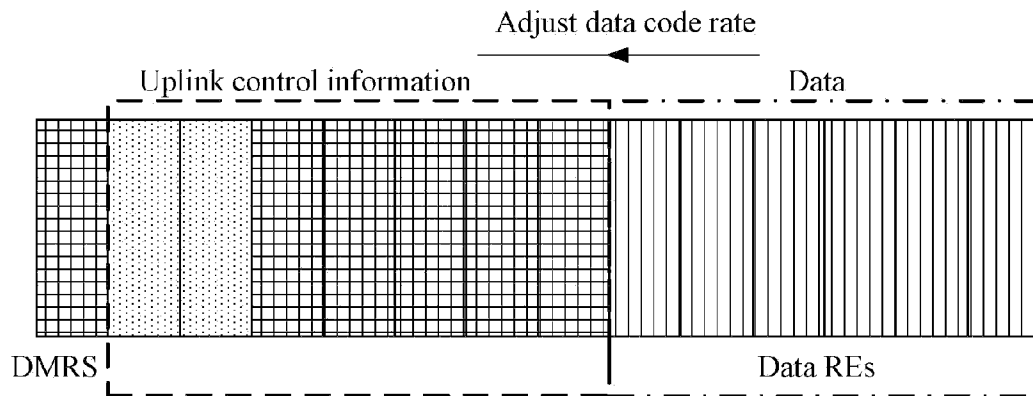 Adjust data code rate
Uplink control information
Data
DMRS
Data REs